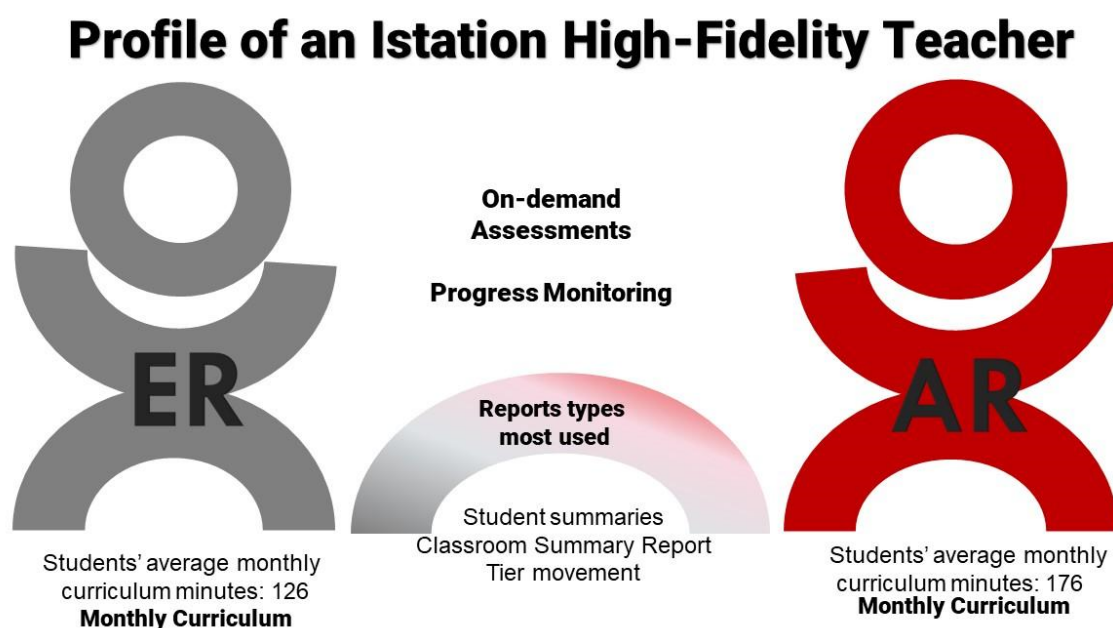 Profile of an Istation High-Fidelity Teacher
On-demand
Assessments
Progress Monitoring
ER
Reports types
most used
AR
Student summaries
Classroom Summary Report
Tier movement
Students' average monthly
curriculum minutes: 126
Monthly Curriculum
Students' average monthly
curriculum minutes: 176
Monthly Curriculum